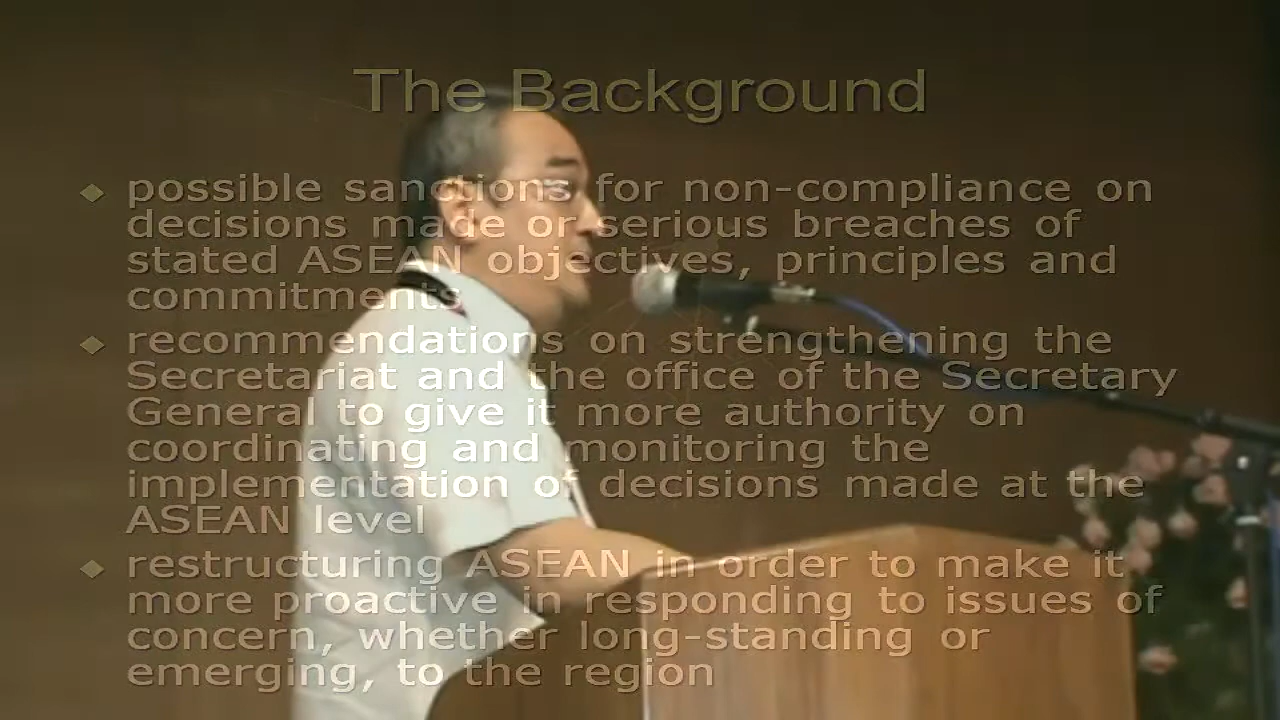 The Background
possible sanctions for non-compliance on
decisions made or serious breaches of
stated ASEAN objectives, principles and
commitments
recommendations on strengthening the
Secretariat and the office of the Secretary
General to give it more authority on
coordinating and monitoring the
implementation of decisions made at the
ASEAN level
restructuring ASEAN in order to make it
more proactive in responding to issues of
concern, whether long-standing or
emerging, to the region